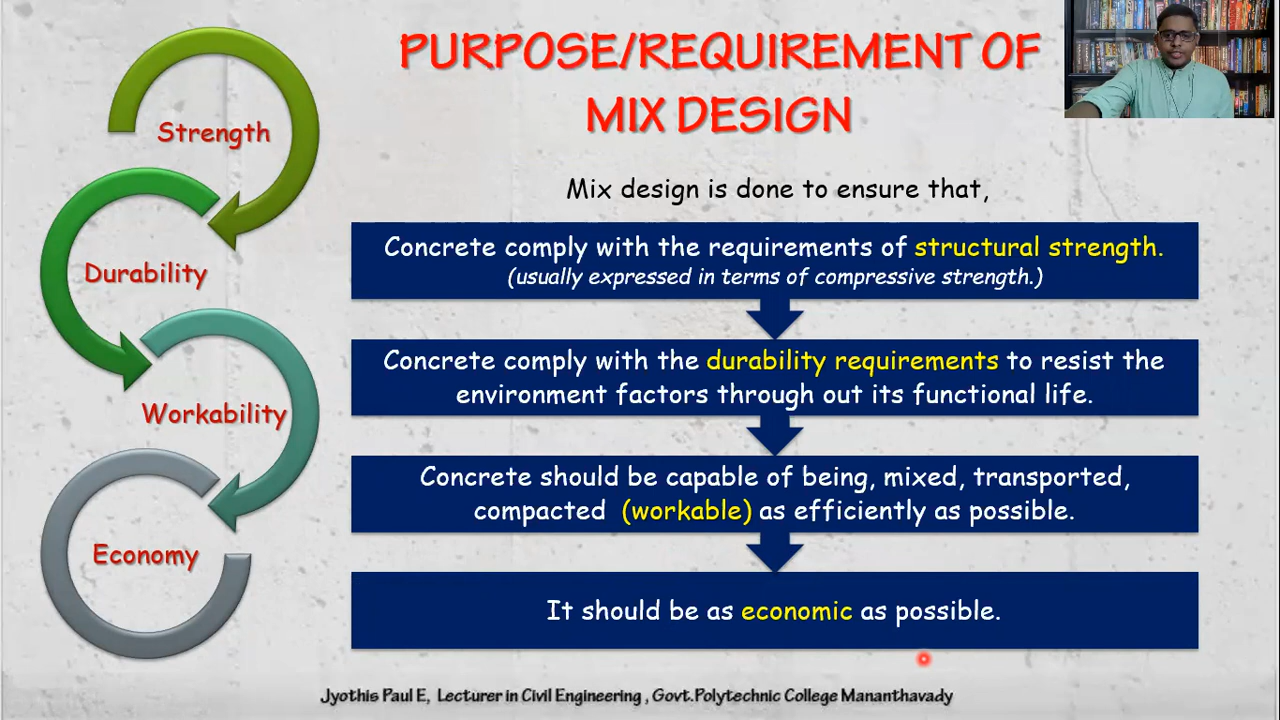 PURPOSE/REQUIREMENT OF
MIX DESIGN
Strength
Durability
Workability
Economy
Mix design is done to ensure that,
Concrete comply with the requirements of structural strength.
(usually expressed in terms of compressive strength.)
Concrete comply with the durability requirements to resist the
environment factors through out its functional life.
Concrete should be capable of being, mixed, transported,
compacted (workable) as efficiently as possible.
It should be as economic as possible.
Jyothis Paul E, Lecturer in Civil Engineering , Govt.Polytechnic College Mananthavady